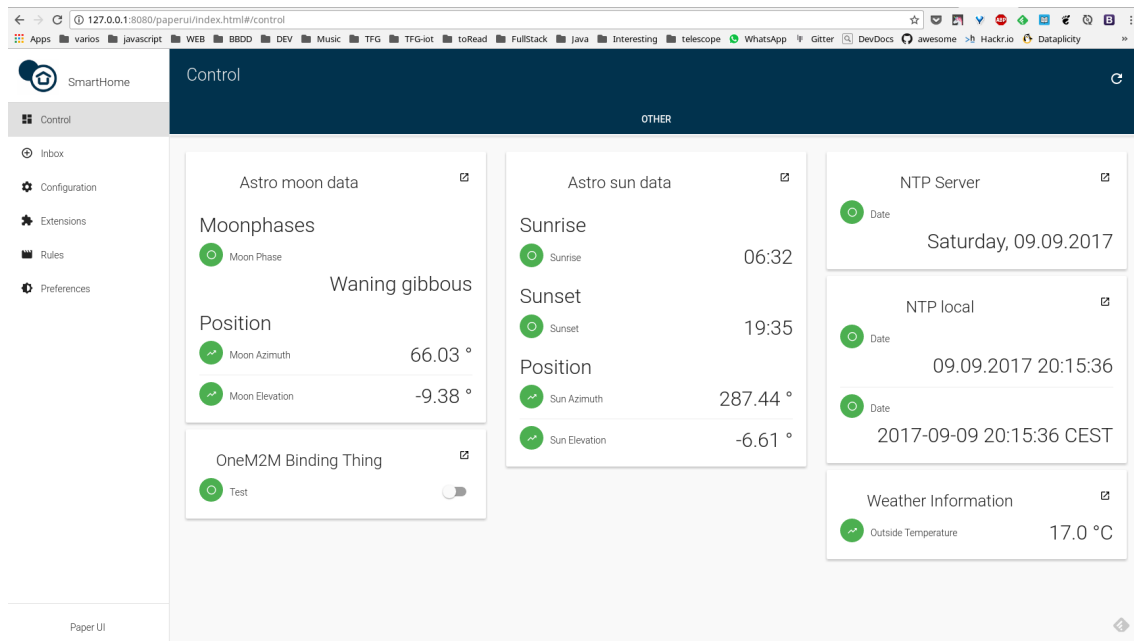 127.0.0.1:8080/paperui/index.html#/control
Apps varios javascript WEB BBDD DEV Music TFG TFG-iot toRead FullStack Java Interesting telescope WhatsApp Gitter DevDocs awesome Hackr.io Dataplicity »
SmartHome
Control
Inbox
Configuration
Extensions
Rules
Preferences
Paper UI
Control
OTHER
Astro moon data
Moonphases
Moon Phase
Waning gibbous
Position
Moon Azimuth 66.03 °
Moon Elevation -9.38 °
OneM2M Binding Thing
Test
Astro sun data
Sunrise
Sunrise 06:32
Sunset
Sunset 19:35
Position
Sun Azimuth 287.44 °
Sun Elevation -6.61 °
NTP Server
Date
Saturday, 09.09.2017
NTP local
Date
09.09.2017 20:15:36
Date
2017-09-09 20:15:36 CEST
Weather Information
Outside Temperature 17.0 °C